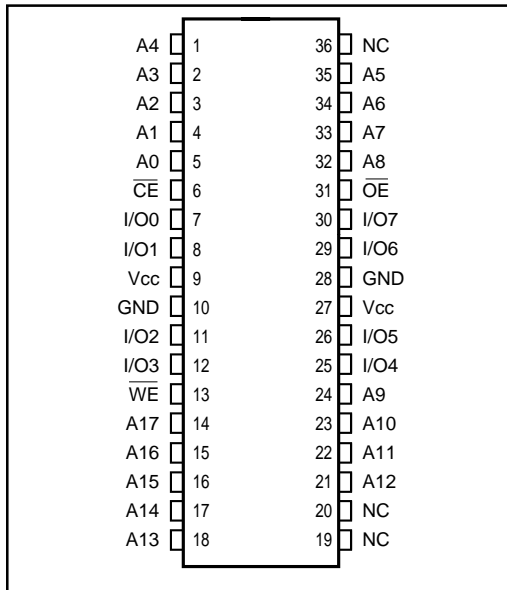 A4 1 36 NC
A3 2 35 A5
A2 3 34 A6
A1 4 33 A7
A0 5 32 A8
C̅E̅ 6 31 O̅E̅
I/O0 7 30 I/O7
I/O1 8 29 I/O6
Vcc 9 28 GND
GND 10 27 Vcc
I/O2 11 26 I/O5
I/O3 12 25 I/O4
W̅E̅ 13 24 A9
A17 14 23 A10
A16 15 22 A11
A15 16 21 A12
A14 17 20 NC
A13 18 19 NC